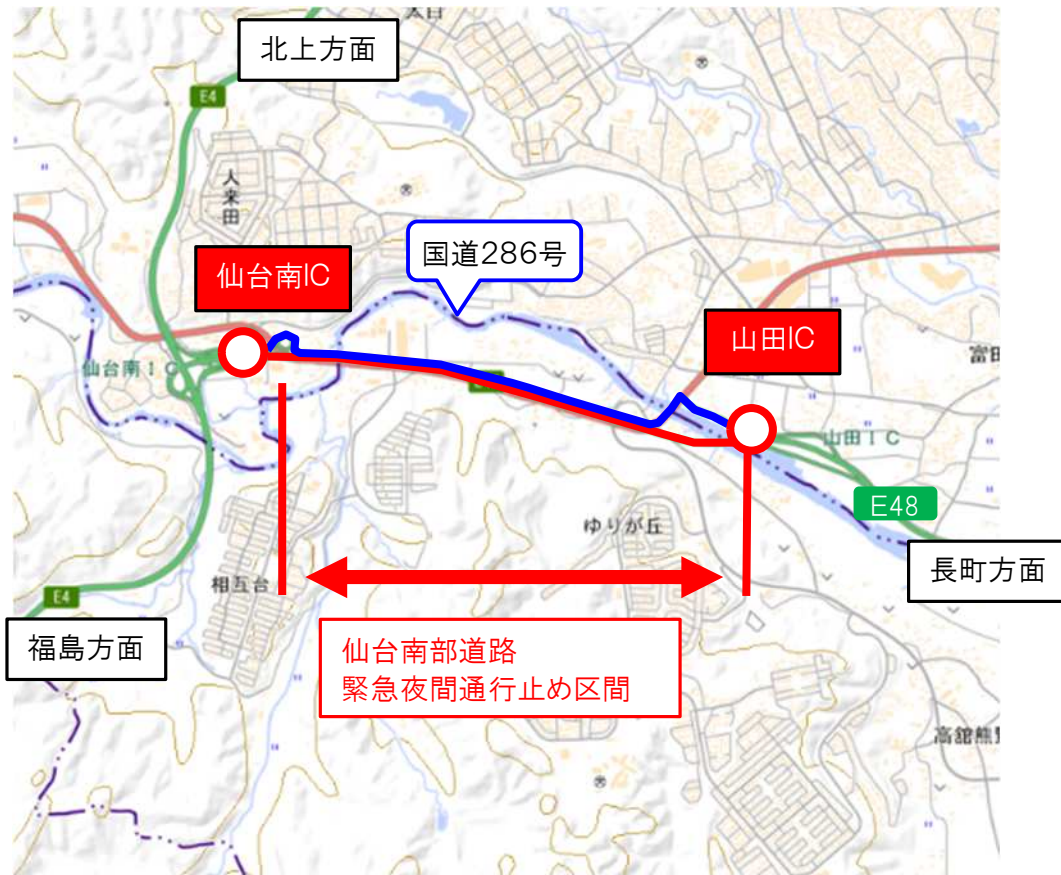 北上方面
E4
人来田
国道286号
仙台南IC
山田IC
仙台南IC
山田IC
E48
ゆりが丘
長町方面
相互台
E4
福島方面
仙台南部道路
緊急夜間通行止め区間